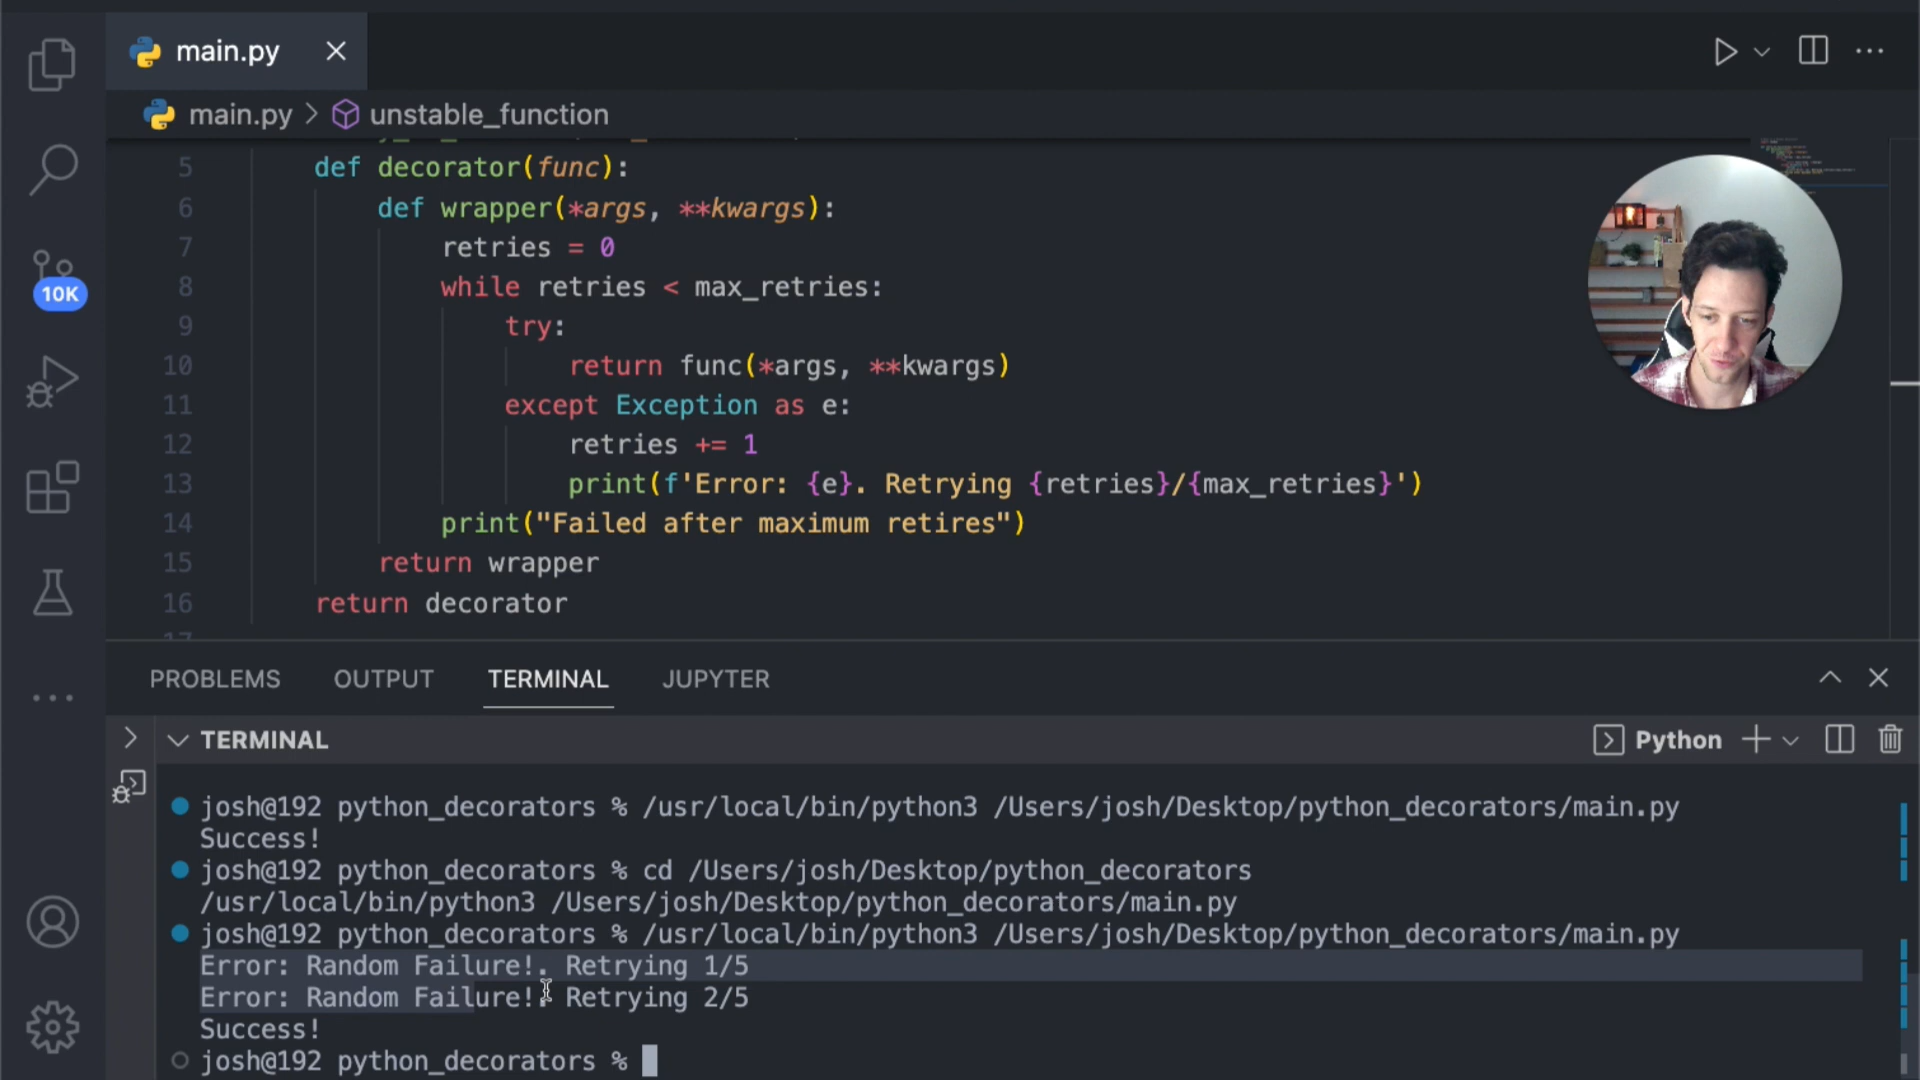 main.py
main.py > unstable_function
5 def decorator(func):
6 def wrapper(*args, **kwargs):
7 retries = 0
8 while retries < max_retries:
9 try:
10 return func(*args, **kwargs)
11 except Exception as e:
12 retries += 1
13 print(f'Error: {e}. Retrying {retries}/{max_retries}')
14 print("Failed after maximum retires")
15 return wrapper
16 return decorator
17
10K
PROBLEMS OUTPUT TERMINAL JUPYTER
TERMINAL Python
josh@192 python_decorators % /usr/local/bin/python3 /Users/josh/Desktop/python_decorators/main.py
Success!
josh@192 python_decorators % cd /Users/josh/Desktop/python_decorators
/usr/local/bin/python3 /Users/josh/Desktop/python_decorators/main.py
josh@192 python_decorators % /usr/local/bin/python3 /Users/josh/Desktop/python_decorators/main.py
Error: Random Failure!. Retrying 1/5
Error: Random Failure!. Retrying 2/5
Success!
josh@192 python_decorators %